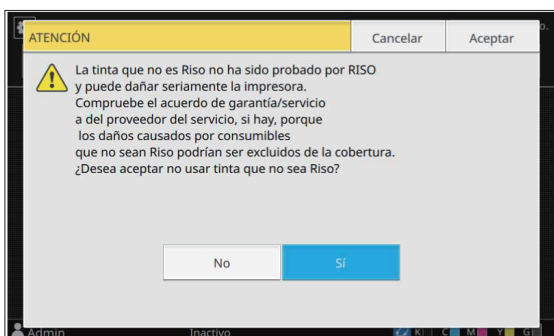 ATENCIÓN
Cancelar
Aceptar
La tinta que no es Riso no ha sido probado por RISO
y puede dañar seriamente la impresora.
Compruebe el acuerdo de garantía/servicio
a del proveedor del servicio, si hay, porque
los daños causados por consumibles
que no sean Riso podrían ser excluidos de la cobertura.
¿Desea aceptar no usar tinta que no sea Riso?
No
Sí
Admin
Inactivo
K C M Y G